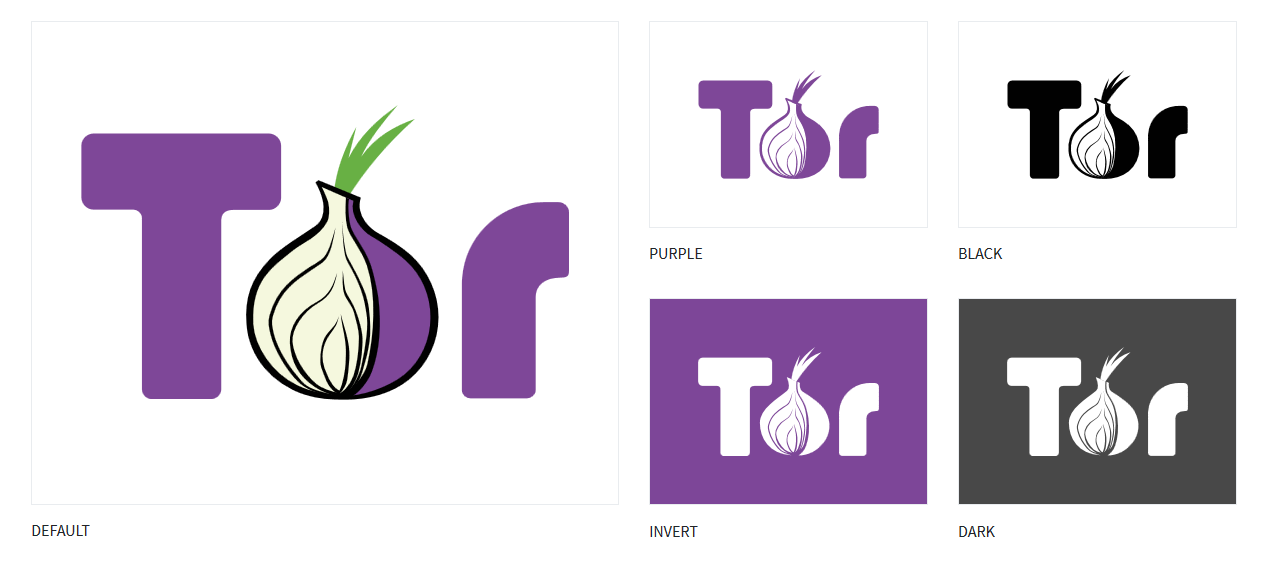 Tor
DEFAULT
Tor
PURPLE
Tor
BLACK
Tor
INVERT
Tor
DARK